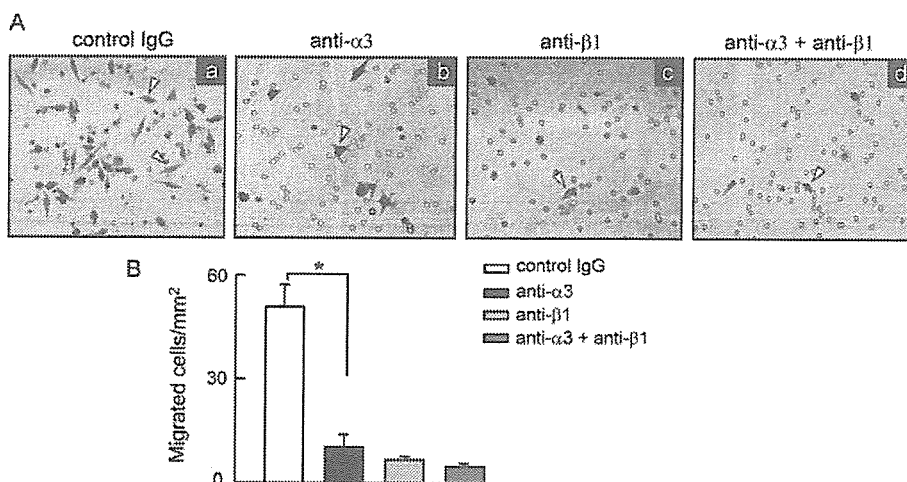 A
control IgG
anti-α3
anti-β1
anti-α3 + anti-β1
a
b
c
d
B
Migrated cells/mm²
60
30
0
*
control IgG
anti-α3
anti-β1
anti-α3 + anti-β1